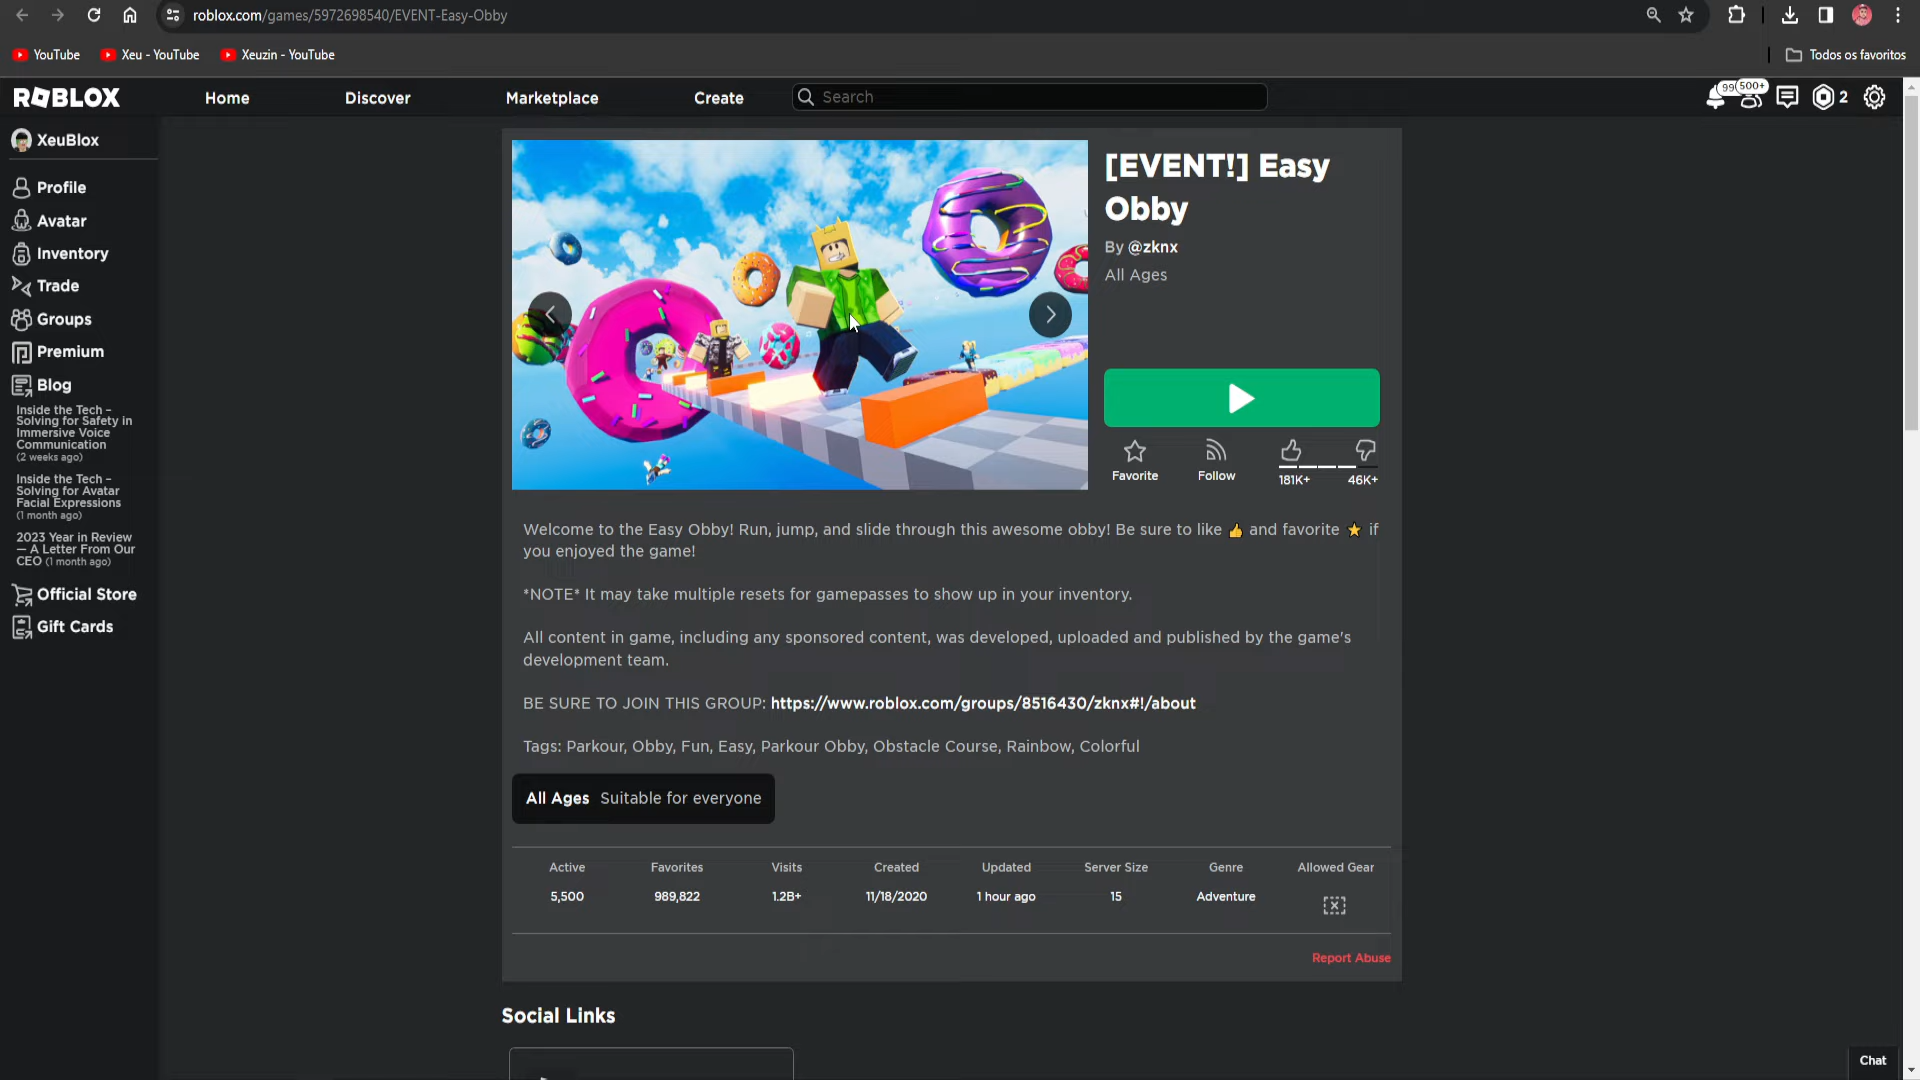 roblox.com/games/5972698540/EVENT-Easy-Obby
YouTube
Xeu - YouTube
Xeuzin - YouTube
Todos os favoritos
ROBLOX
Home
Discover
Marketplace
Create
Search
99
500+
2
XeuBlox
Profile
Avatar
Inventory
Trade
Groups
Premium
Blog
Inside the Tech –
Solving for Safety in
Immersive Voice
Communication
(2 weeks ago)
Inside the Tech –
Solving for Avatar
Facial Expressions
(1 month ago)
2023 Year in Review
— A Letter From Our
CEO (1 month ago)
Official Store
Gift Cards
[EVENT!] Easy
Obby
By @zknx
All Ages
Favorite
Follow
181K+
46K+
Welcome to the Easy Obby! Run, jump, and slide through this awesome obby! Be sure to like 👍 and favorite ⭐ if
you enjoyed the game!
*NOTE* It may take multiple resets for gamepasses to show up in your inventory.
All content in game, including any sponsored content, was developed, uploaded and published by the game's
development team.
BE SURE TO JOIN THIS GROUP: https://www.roblox.com/groups/8516430/zknx#!/about
Tags: Parkour, Obby, Fun, Easy, Parkour Obby, Obstacle Course, Rainbow, Colorful
All Ages Suitable for everyone
Active Favorites Visits Created Updated Server Size Genre Allowed Gear
5,500 989,822 1.2B+ 11/18/2020 1 hour ago 15 Adventure
Report Abuse
Social Links
Chat